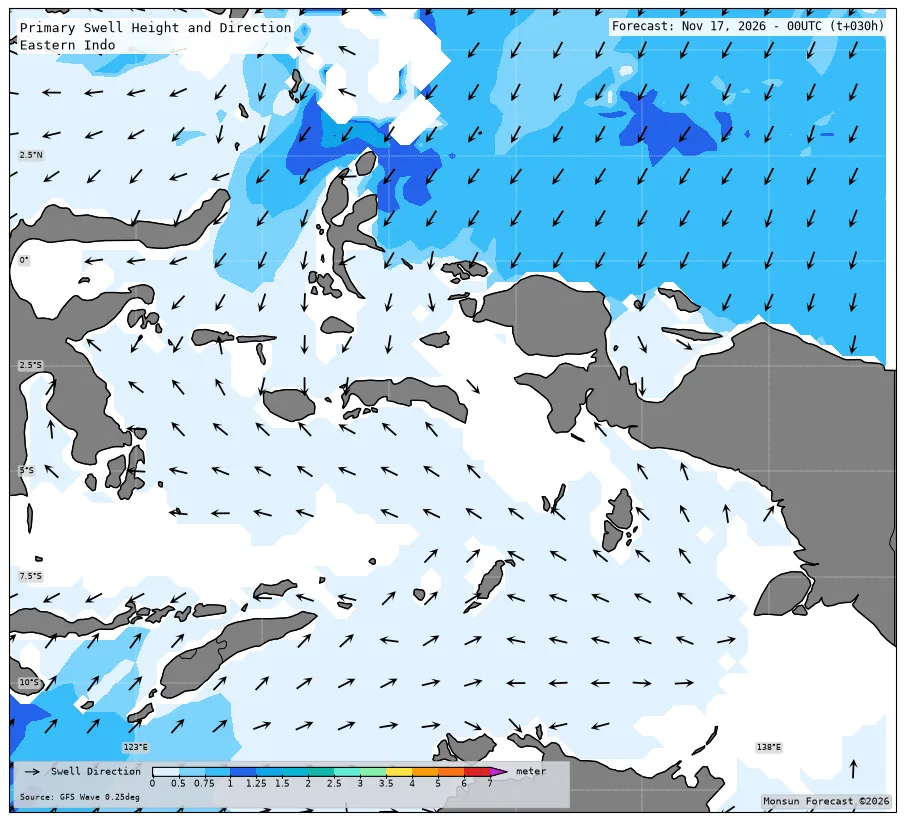 Primary Swell Height and Direction
Eastern Indo
Forecast: Nov 17, 2026 - 00UTC (t+030h)
2.5°N
0°
2.5°S
5°S
7.5°S
10°S
123°E
138°E
Swell Direction
meter
0 0.5 0.75 1 1.25 1.5 2 2.5 3 3.5 4 5 6 7
Source: GFS Wave 0.25deg
Monsun Forecast ©2026